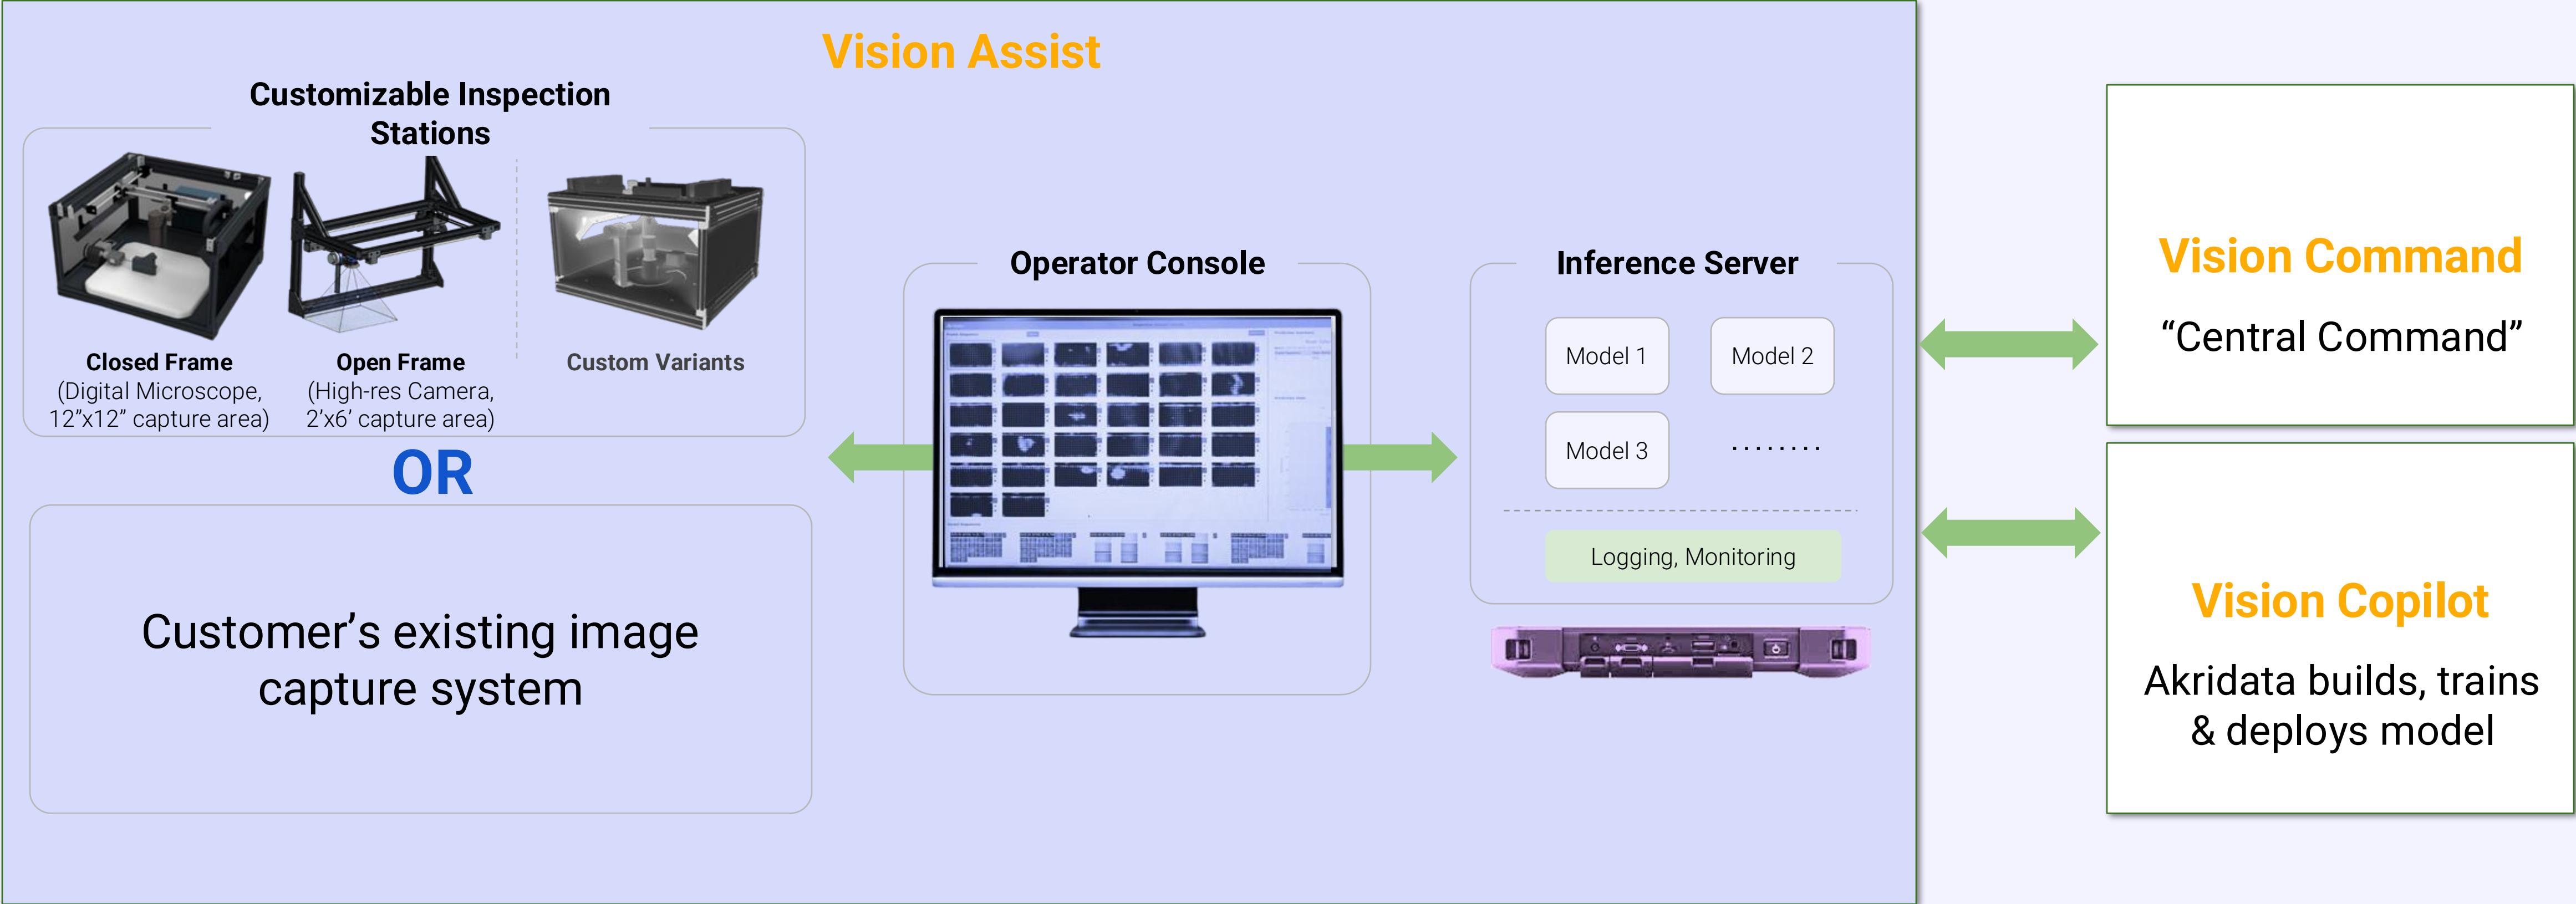 Vision Assist
Customizable Inspection
Stations
Closed Frame
(Digital Microscope,
12”x12” capture area)
Open Frame
(High-res Camera,
2’x6’ capture area)
Custom Variants
OR
Customer’s existing image
capture system
Operator Console
Inference Server
Model 1
Model 2
Model 3
........
Logging, Monitoring
Vision Command
“Central Command”
Vision Copilot
Akridata builds, trains
& deploys model